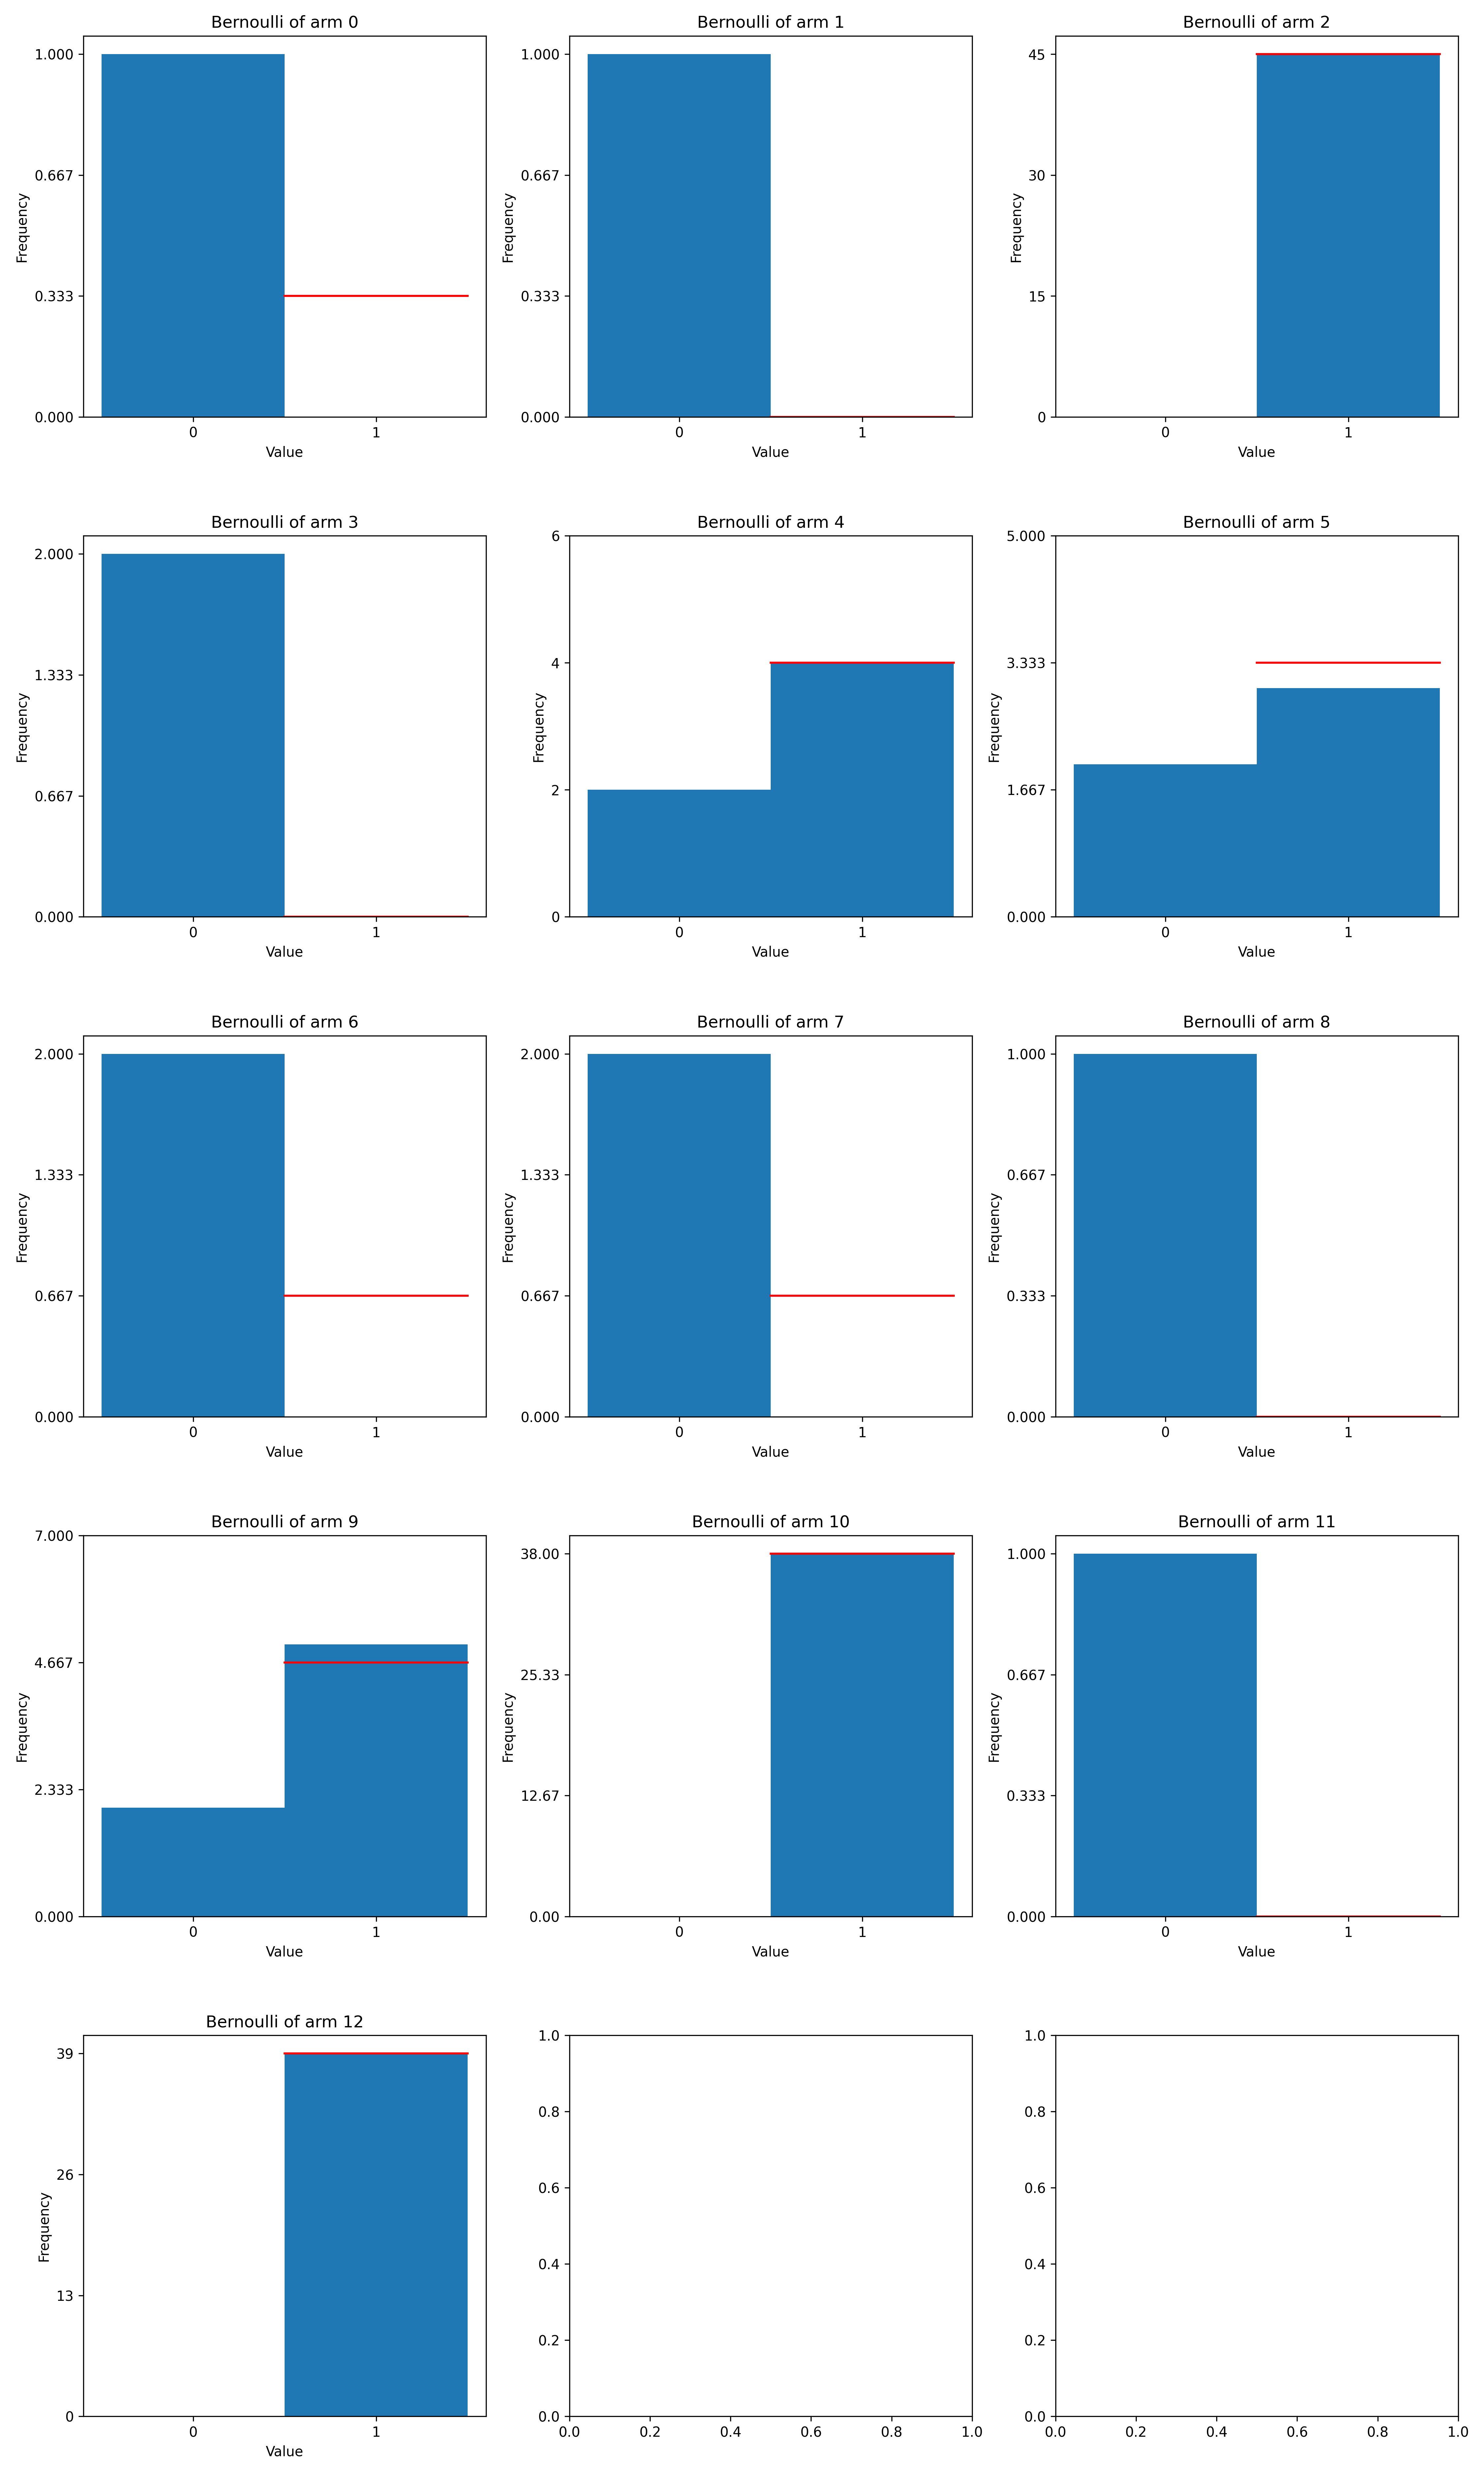 Bernoulli of arm 0
1.000
0.667
0.333
0.000
Frequency
0 1
Value
Bernoulli of arm 1
1.000
0.667
0.333
0.000
Frequency
0 1
Value
Bernoulli of arm 2
45
30
15
0
Frequency
0 1
Value
Bernoulli of arm 3
2.000
1.333
0.667
0.000
Frequency
0 1
Value
Bernoulli of arm 4
6
4
2
0
Frequency
0 1
Value
Bernoulli of arm 5
5.000
3.333
1.667
0.000
Frequency
0 1
Value
Bernoulli of arm 6
2.000
1.333
0.667
0.000
Frequency
0 1
Value
Bernoulli of arm 7
2.000
1.333
0.667
0.000
Frequency
0 1
Value
Bernoulli of arm 8
1.000
0.667
0.333
0.000
Frequency
0 1
Value
Bernoulli of arm 9
7.000
4.667
2.333
0.000
Frequency
0 1
Value
Bernoulli of arm 10
38.00
25.33
12.67
0.00
Frequency
0 1
Value
Bernoulli of arm 11
1.000
0.667
0.333
0.000
Frequency
0 1
Value
Bernoulli of arm 12
39
26
13
0
Frequency
0 1
Value
1.0
0.8
0.6
0.4
0.2
0.0
0.0 0.2 0.4 0.6 0.8 1.0
1.0
0.8
0.6
0.4
0.2
0.0
0.0 0.2 0.4 0.6 0.8 1.0